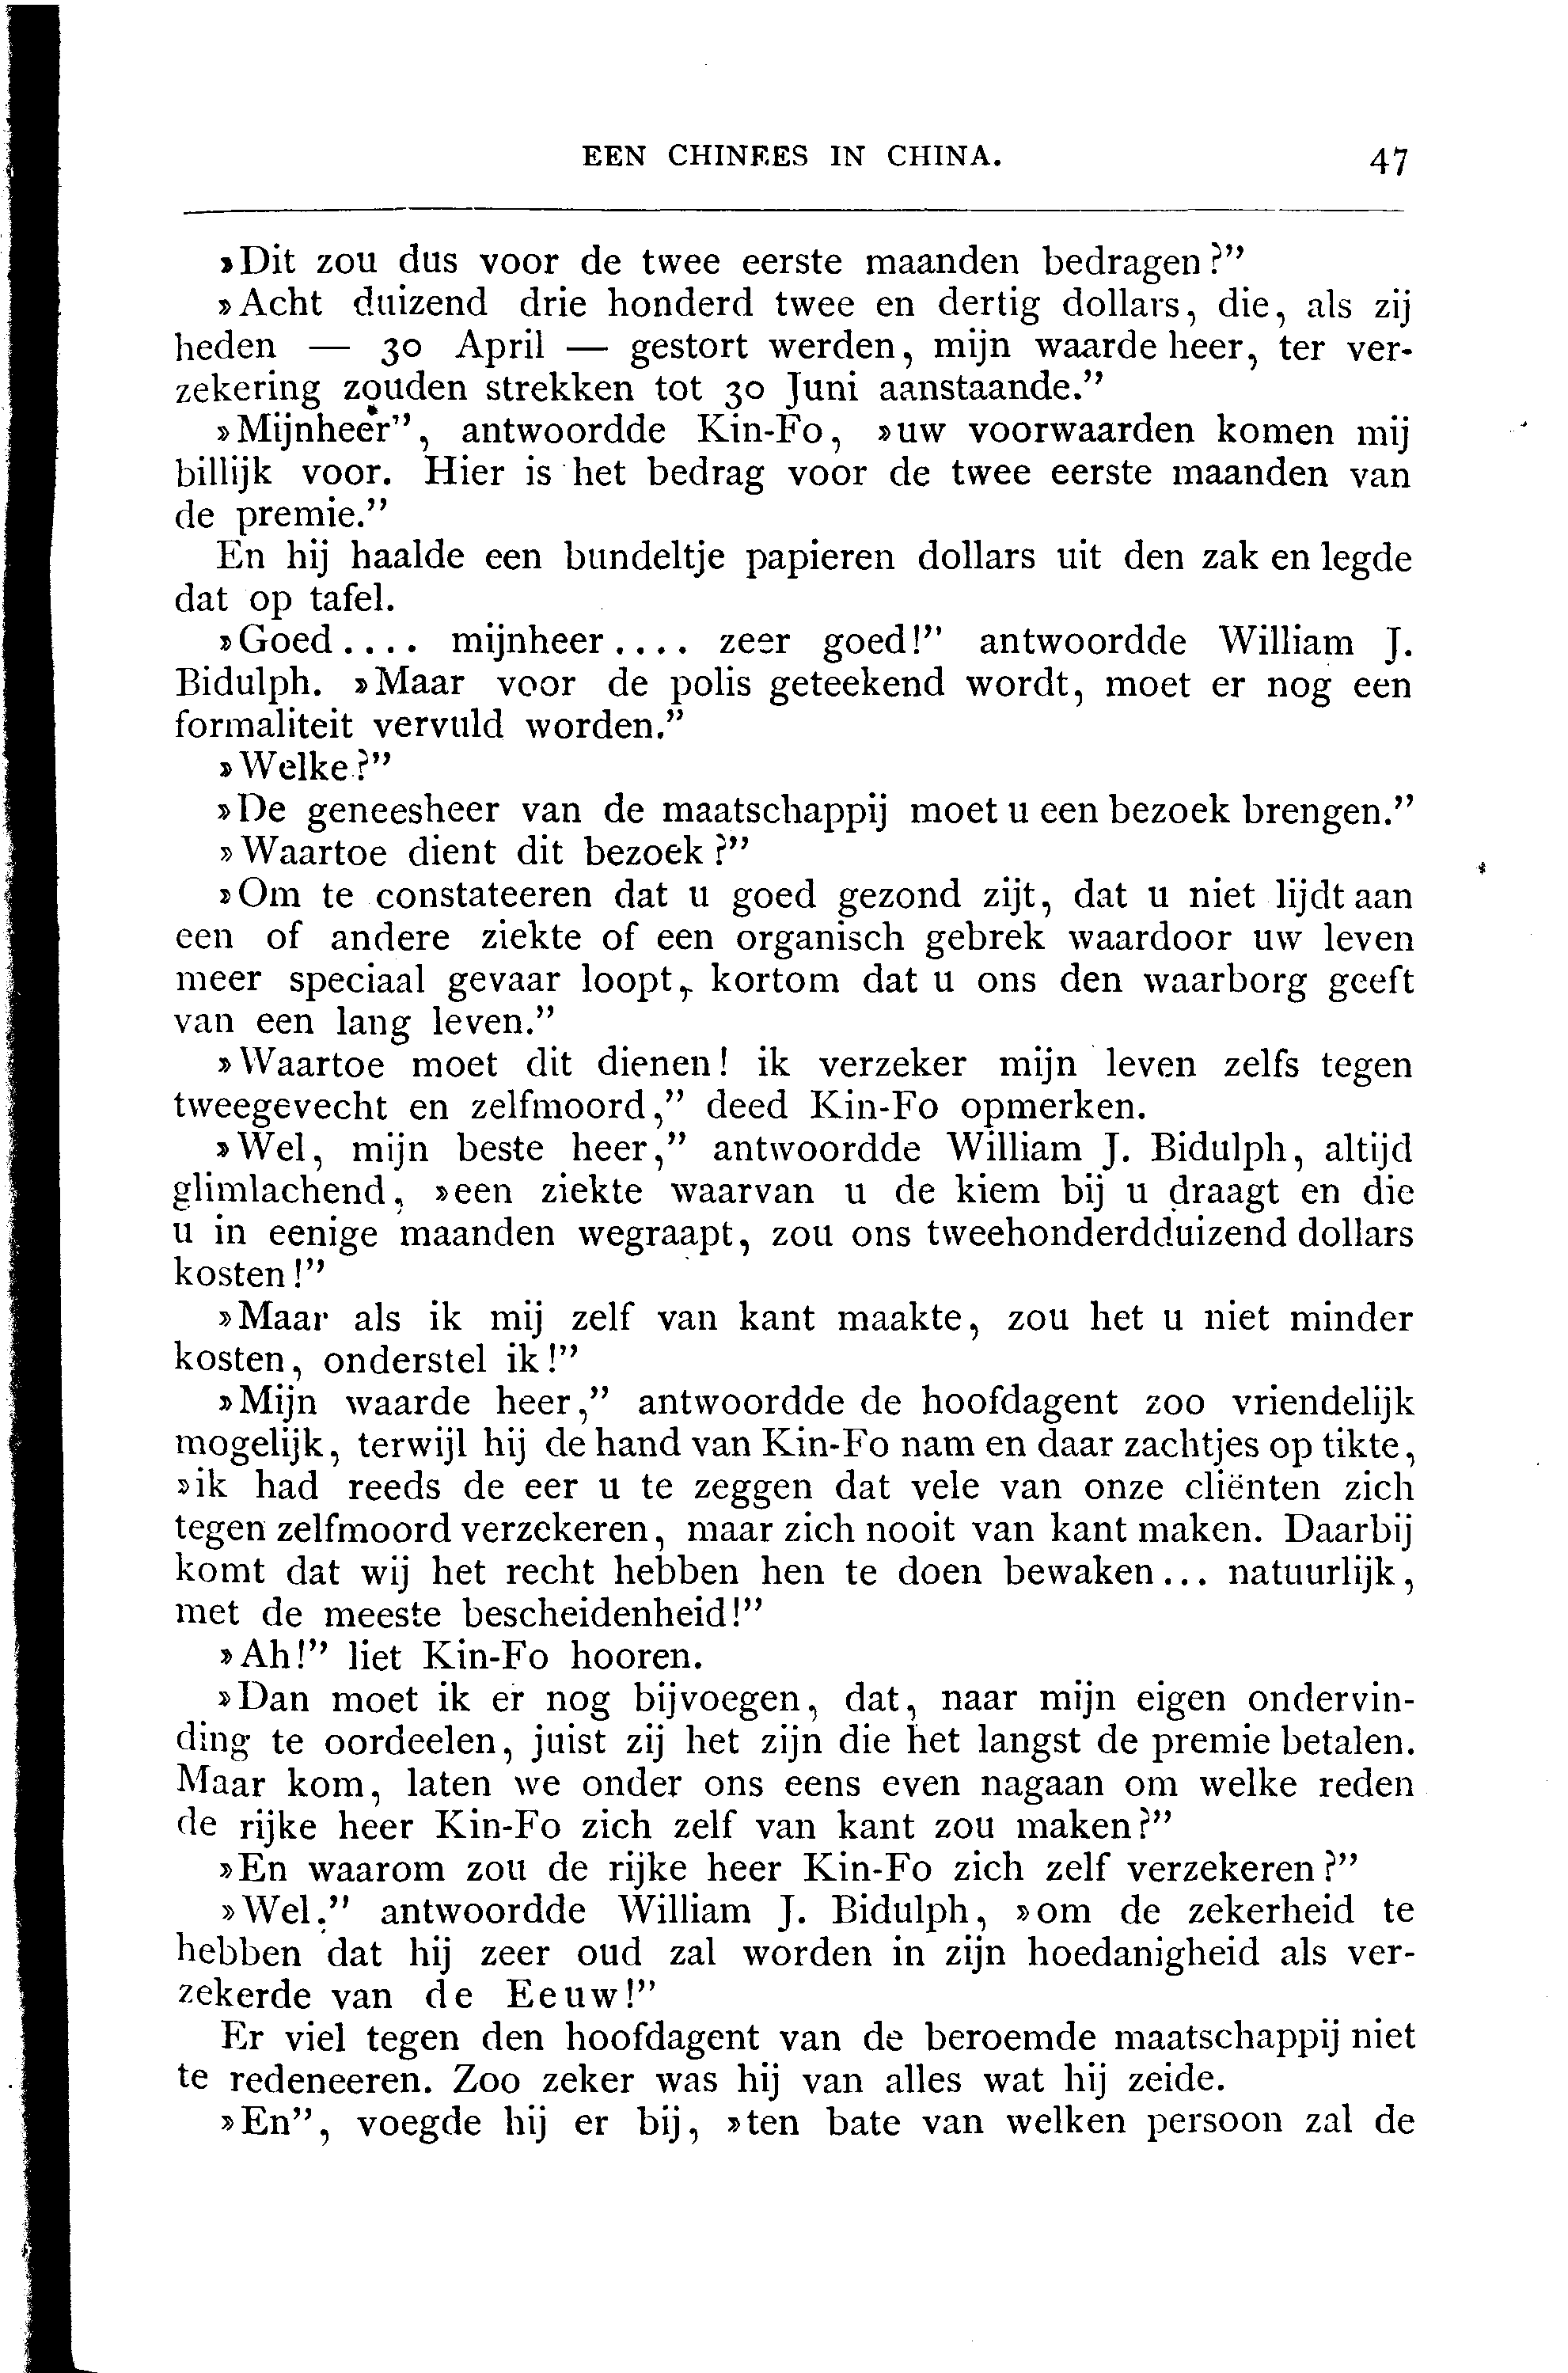 EEN CHINEES IN CHINA. 47
»Dit zou dus voor de twee eerste maanden bedragen?”
»Acht duizend drie honderd twee en dertig dollars, die, als zij
heden — 30 April — gestort werden, mijn waarde heer, ter ver-
zekering zouden strekken tot 30 Juni aanstaande.”
»Mijnheer”, antwoordde Kin-Fo, »uw voorwaarden komen mij
billijk voor. Hier is het bedrag voor de twee eerste maanden van
de premie.”
En hij haalde een bundeltje papieren dollars uit den zak en legde
dat op tafel.
»Goed.... mijnheer.... zeer goed!” antwoordde William J.
Bidulph. »Maar voor de polis geteekend wordt, moet er nog een
formaliteit vervuld worden.”
»Welke?”
»De geneesheer van de maatschappij moet u een bezoek brengen.”
»Waartoe dient dit bezoek?”
»Om te constateeren dat u goed gezond zijt, dat u niet lijdt aan
een of andere ziekte of een organisch gebrek waardoor uw leven
meer speciaal gevaar loopt, kortom dat u ons den waarborg geeft
van een lang leven.”
»Waartoe moet dit dienen! ik verzeker mijn leven zelfs tegen
tweegevecht en zelfmoord,” deed Kin-Fo opmerken.
»Wel, mijn beste heer,” antwoordde William J. Bidulph, altijd
glimlachend, »een ziekte waarvan u de kiem bij u draagt en die
u in eenige maanden wegraapt, zou ons tweehonderdduizend dollars
kosten!”
»Maar als ik mij zelf van kant maakte, zou het u niet minder
kosten, onderstel ik!”
»Mijn waarde heer,” antwoordde de hoofdagent zoo vriendelijk
mogelijk, terwijl hij de hand van Kin-Fo nam en daar zachtjes op tikte,
»ik had reeds de eer u te zeggen dat vele van onze cliënten zich
tegen zelfmoord verzekeren, maar zich nooit van kant maken. Daarbij
komt dat wij het recht hebben hen te doen bewaken... natuurlijk,
met de meeste bescheidenheid!”
»Ah!” liet Kin-Fo hooren.
»Dan moet ik er nog bijvoegen, dat, naar mijn eigen ondervin-
ding te oordeelen, juist zij het zijn die het langst de premie betalen.
Maar kom, laten we onder ons eens even nagaan om welke reden
de rijke heer Kin-Fo zich zelf van kant zou maken?”
»En waarom zou de rijke heer Kin-Fo zich zelf verzekeren?”
»Wel.” antwoordde William J. Bidulph, »om de zekerheid te
hebben dat hij zeer oud zal worden in zijn hoedanigheid als ver-
zekerde van de Eeuw!”
Er viel tegen den hoofdagent van de beroemde maatschappij niet
te redeneeren. Zoo zeker was hij van alles wat hij zeide.
»En”, voegde hij er bij, »ten bate van welken persoon zal de